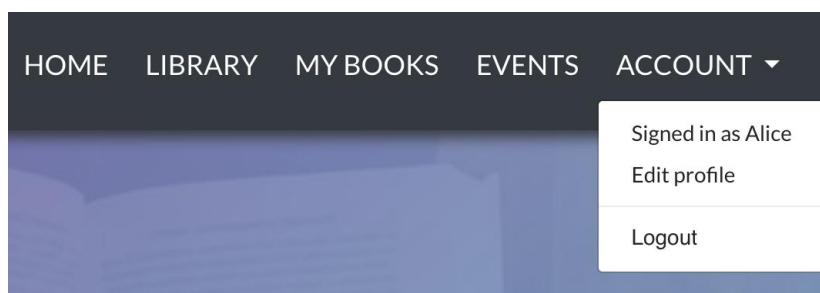 HOME LIBRARY MY BOOKS EVENTS ACCOUNT
Signed in as Alice
Edit profile
Logout